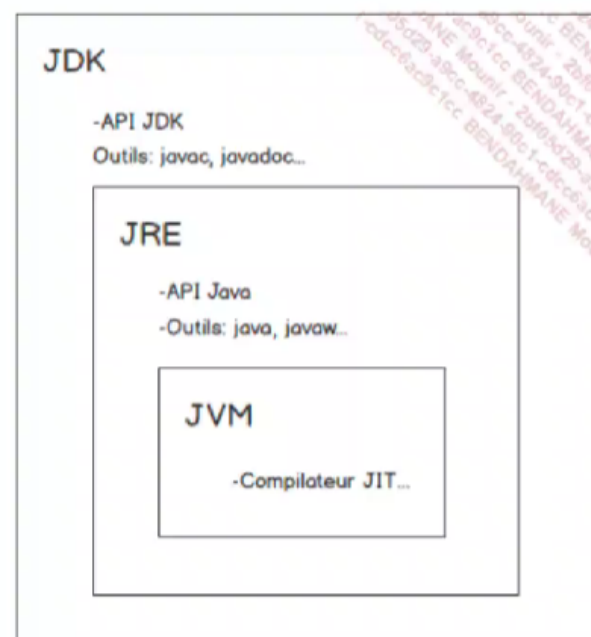 JDK
-API JDK
Outils: javac, javadoc...
JRE
-API Java
-Outils: java, javaw...
JVM
-Compilateur JIT...